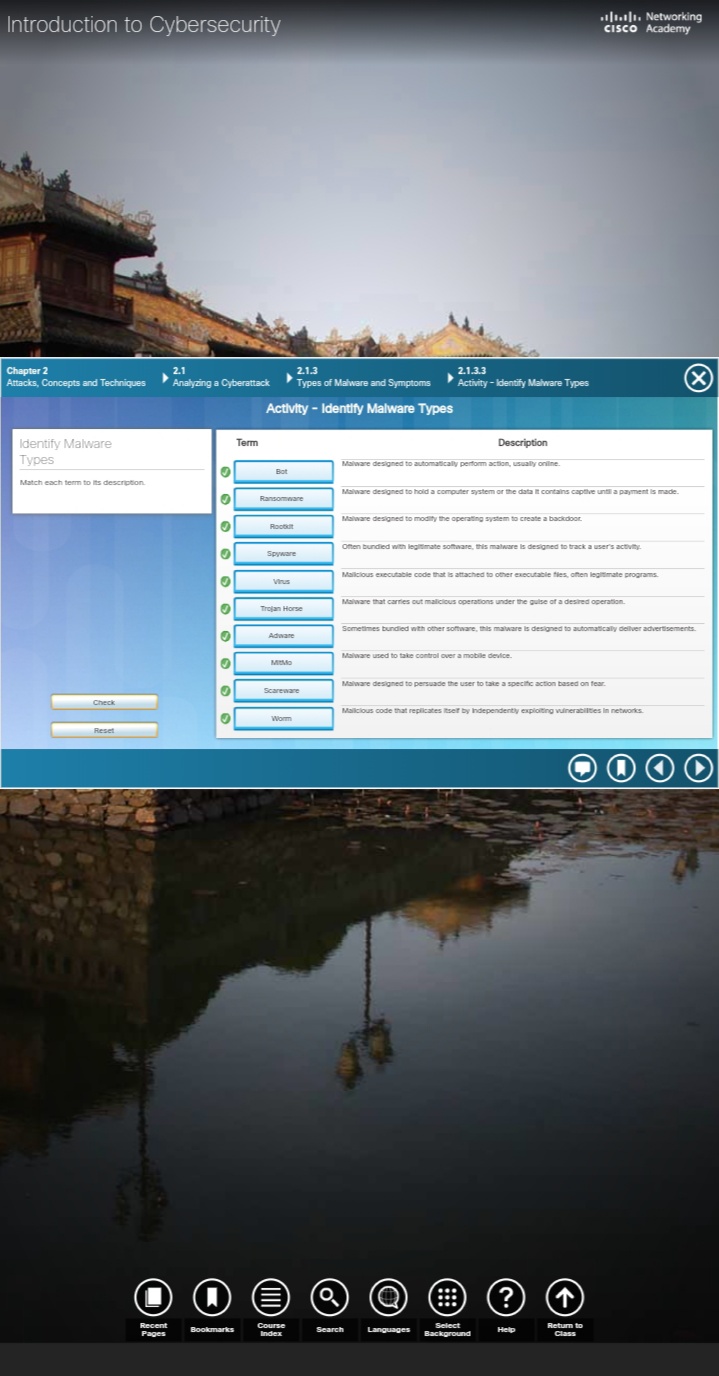 Introduction to Cybersecurity
CISCO Networking Academy
Chapter 2
Attacks, Concepts and Techniques
2.1
Analyzing a Cyberattack
2.1.3
Types of Malware and Symptoms
2.1.3.3
Activity - Identify Malware Types
Activity - Identify Malware Types
Identify Malware
Types
Match each term to its description.
Check
Reset
Term Description
Bot Malware designed to automatically perform action, usually online.
Ransomware Malware designed to hold a computer system or the data it contains captive until a payment is made.
Rootkit Malware designed to modify the operating system to create a backdoor.
Spyware Often bundled with legitimate software, this malware is designed to track a user's activity.
Virus Malicious executable code that is attached to other executable files, often legitimate programs.
Trojan Horse Malware that carries out malicious operations under the guise of a desired operation.
Adware Sometimes bundled with other software, this malware is designed to automatically deliver advertisements.
MitMo Malware used to take control over a mobile device.
Scareware Malware designed to persuade the user to take a specific action based on fear.
Worm Malicious code that replicates itself by independently exploiting vulnerabilities in networks.
Recent
Pages
Bookmarks
Course
Index
Search
Languages
Select
Background
?
Help
Return to
Class